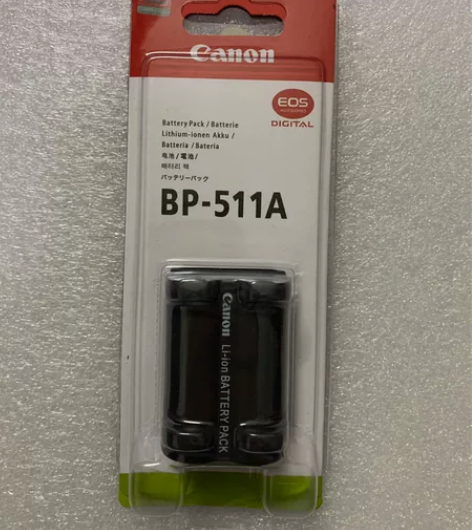 Canon
EOS
DIGITAL
Battery Pack / Batterie
Lithium-ionen Akku /
Batteria / Bateria
电池 / 電池 /
배터리 팩
バッテリーパック
BP-511A
Canon Li-ion BATTERY PACK